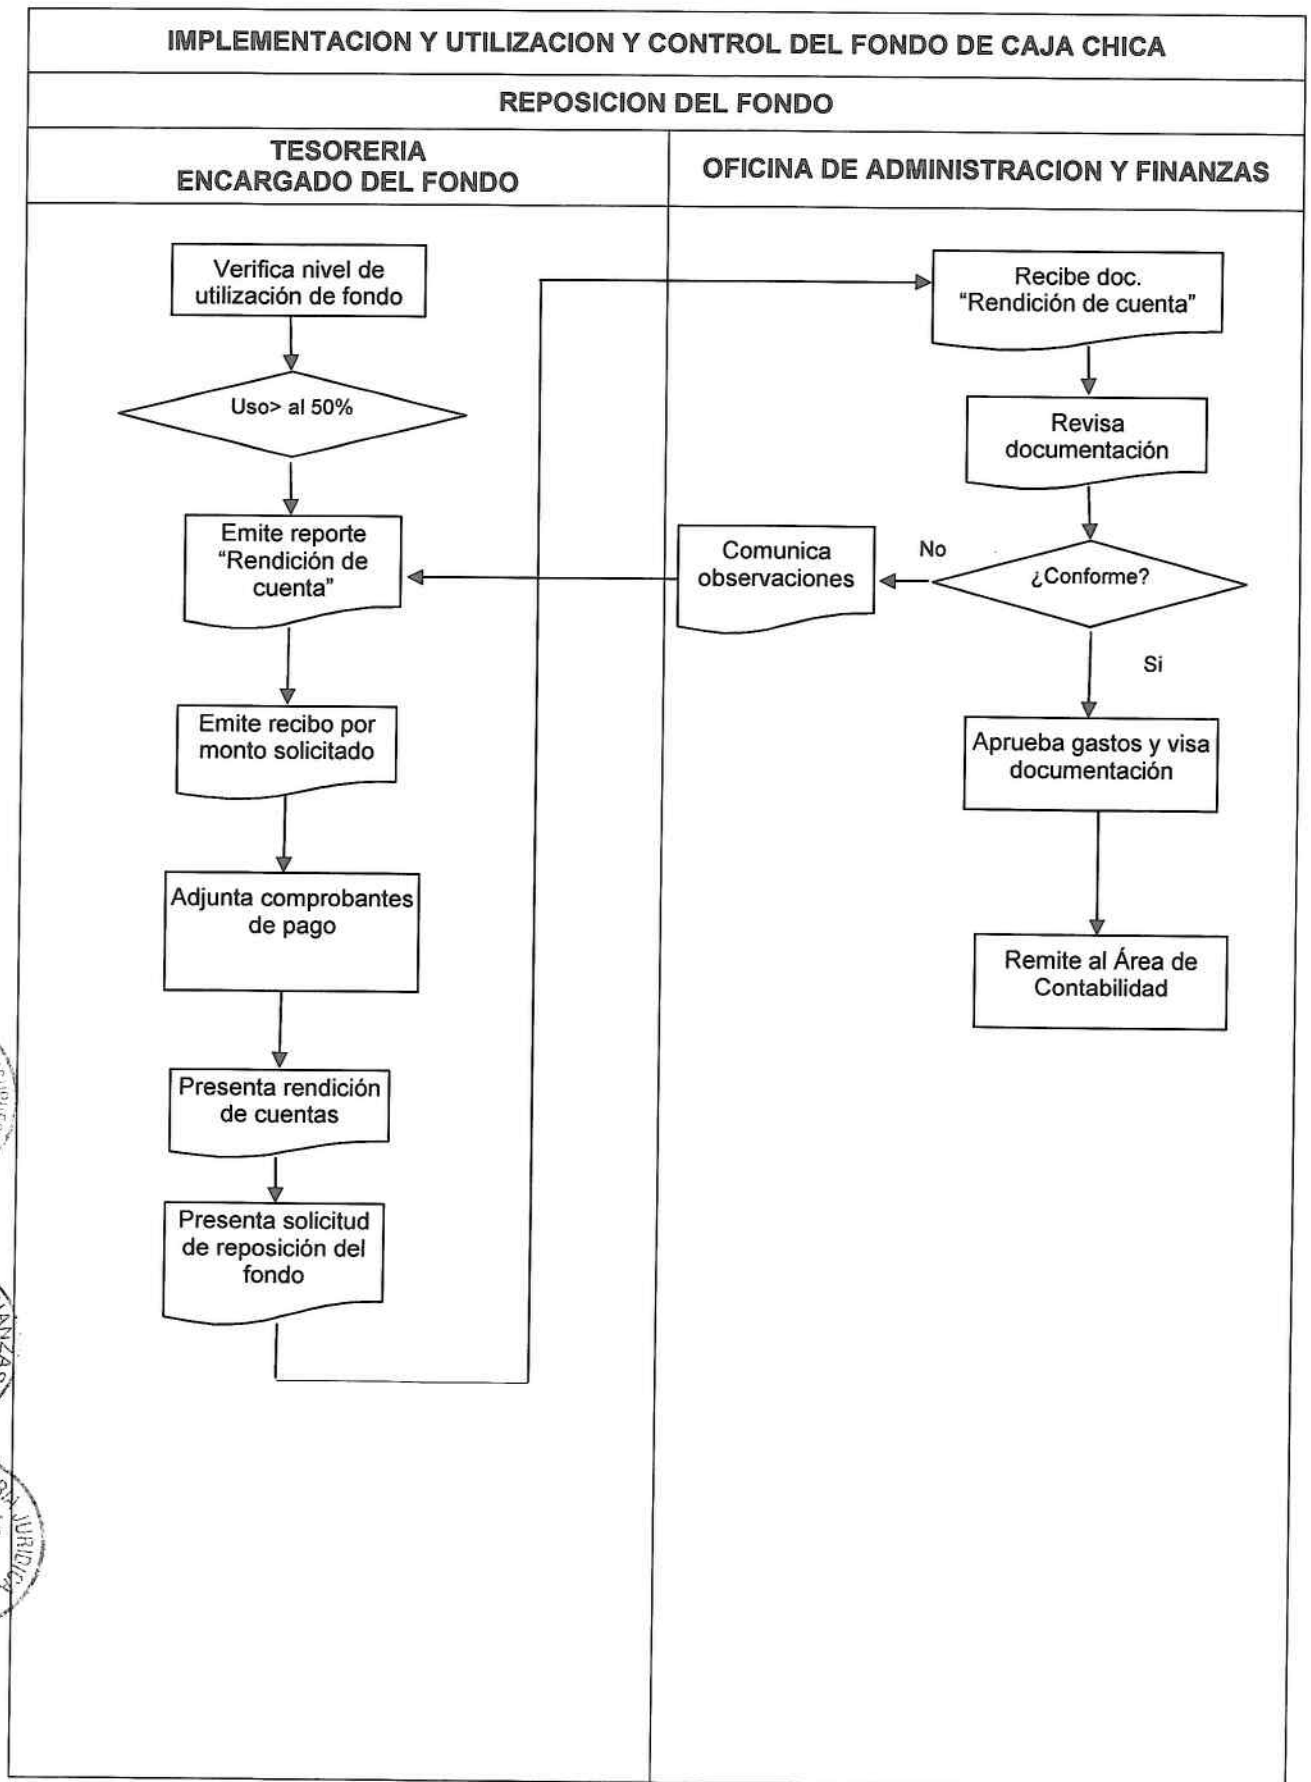 IMPLEMENTACION Y UTILIZACION Y CONTROL DEL FONDO DE CAJA CHICA
REPOSICION DEL FONDO
TESORERIA
ENCARGADO DEL FONDO
OFICINA DE ADMINISTRACION Y FINANZAS
Verifica nivel de
utilización de fondo
Uso> al 50%
Emite reporte
“Rendición de
cuenta”
Emite recibo por
monto solicitado
Adjunta comprobantes
de pago
Presenta rendición
de cuentas
Presenta solicitud
de reposición del
fondo
Recibe doc.
“Rendición de cuenta”
Revisa
documentación
¿Conforme?
No
Comunica
observaciones
Si
Aprueba gastos y visa
documentación
Remite al Área de
Contabilidad
JURIDICA